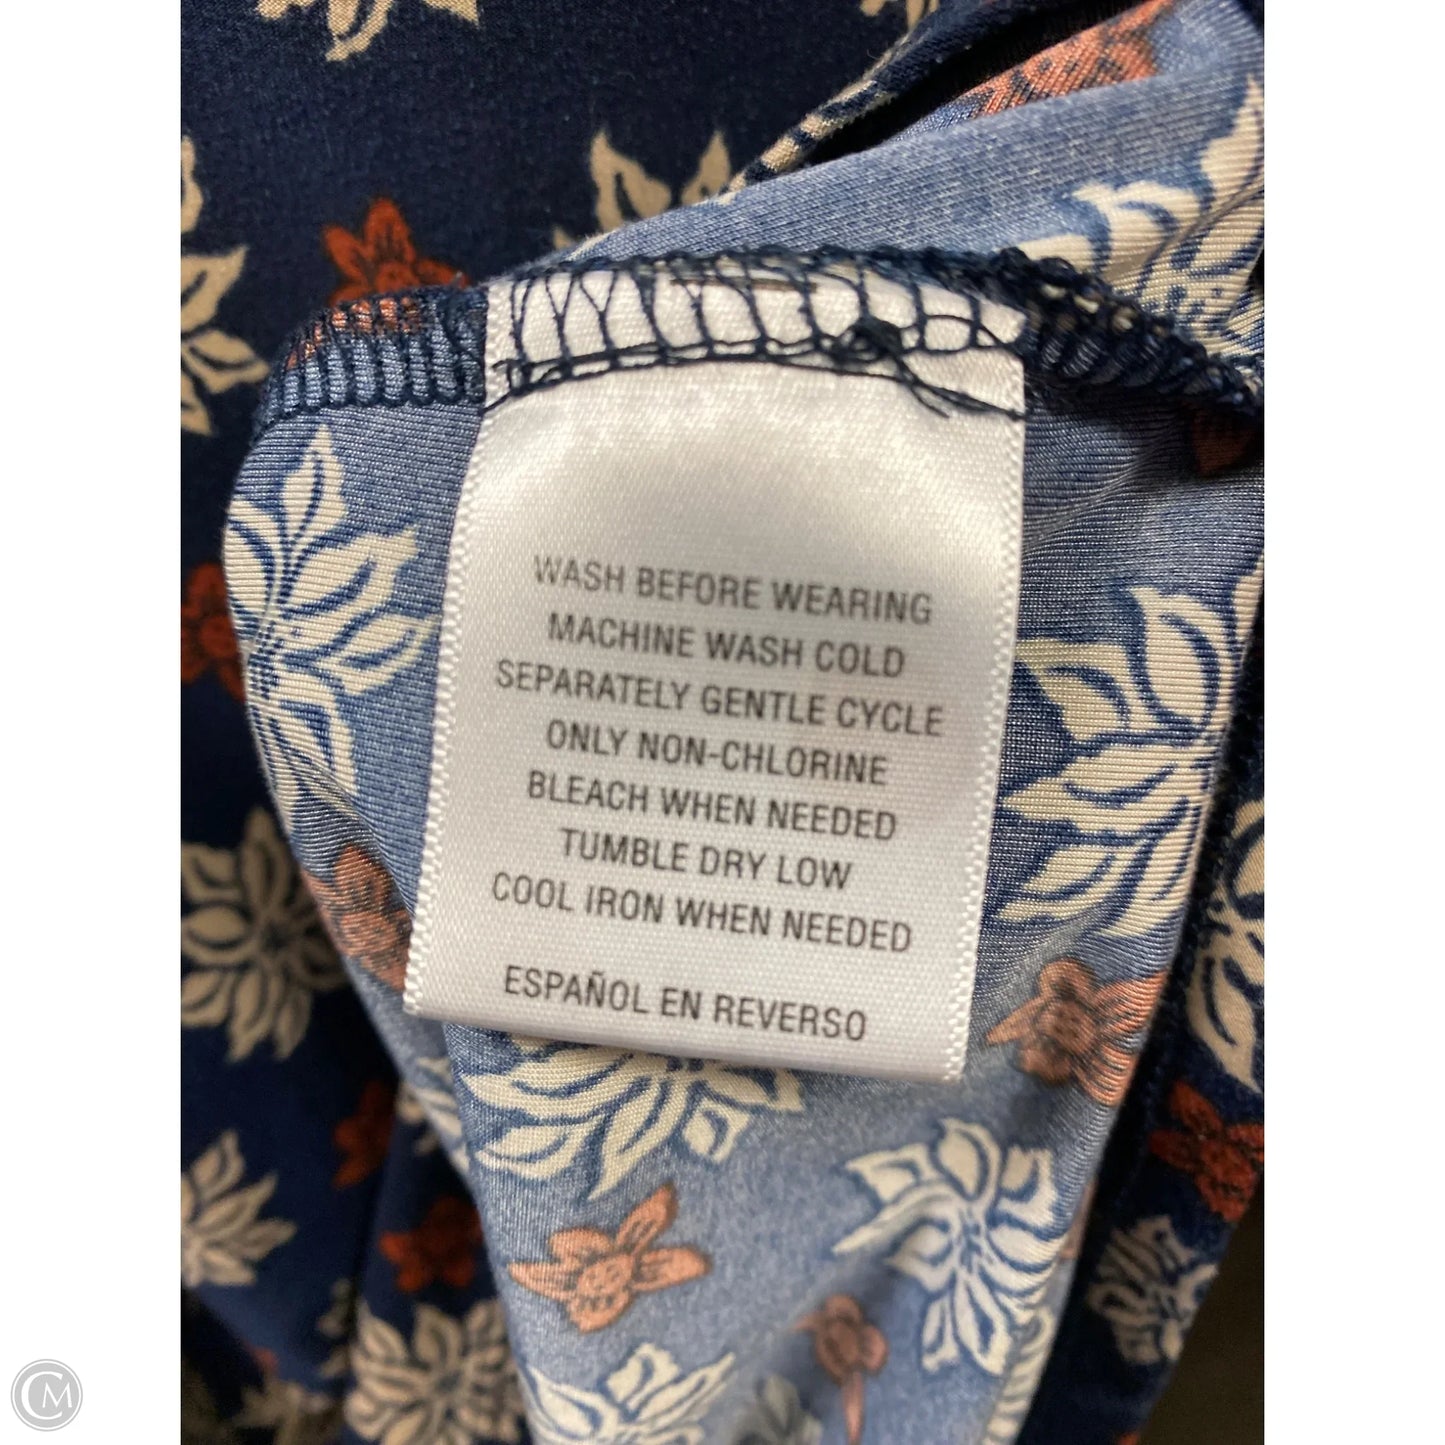 WASH BEFORE WEARING
MACHINE WASH COLD
SEPARATELY GENTLE CYCLE
ONLY NON-CHLORINE
BLEACH WHEN NEEDED
TUMBLE DRY LOW
COOL IRON WHEN NEEDED
ESPAÑOL EN REVERSO
CM